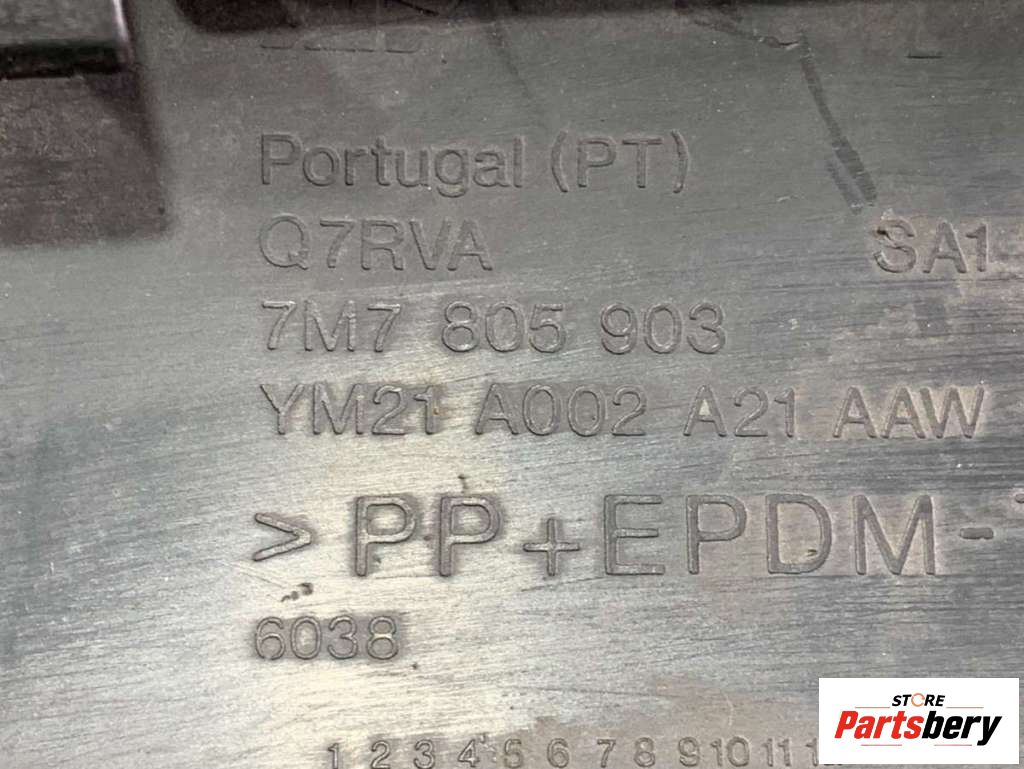 Portugal (PT)
Q7RVA SA1-
7M7 805 903
YM21 A002 A21 AAW
>PP+EPDM-
6038
1 2 3 4 5 6 7 8 9 10 11
STORE
Partsbery